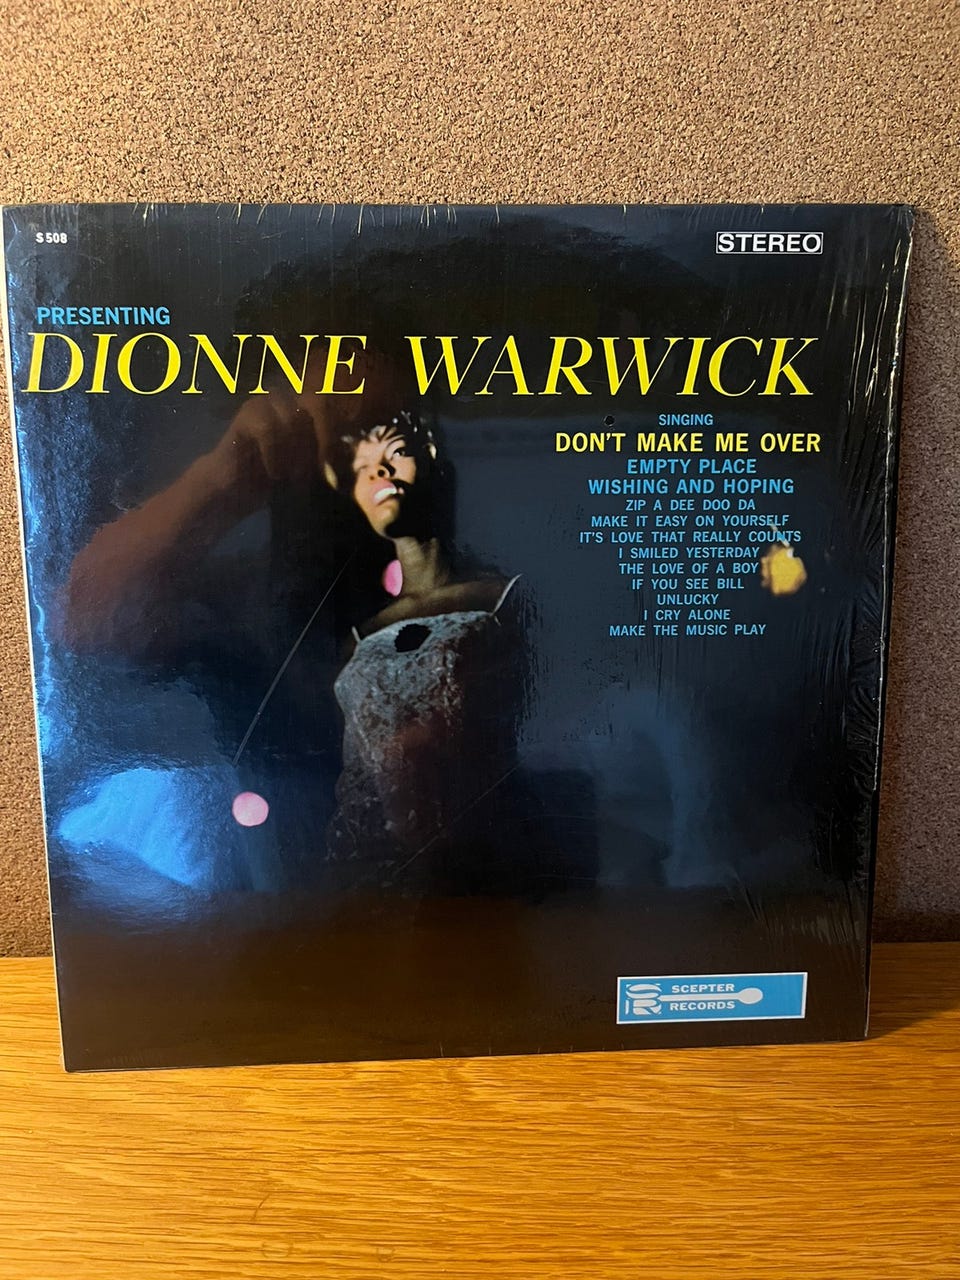 S 508
STEREO
PRESENTING
DIONNE WARWICK
SINGING
DON'T MAKE ME OVER
EMPTY PLACE
WISHING AND HOPING
ZIP A DEE DOO DA
MAKE IT EASY ON YOURSELF
IT'S LOVE THAT REALLY COUNTS
I SMILED YESTERDAY
THE LOVE OF A BOY
IF YOU SEE BILL
UNLUCKY
I CRY ALONE
MAKE THE MUSIC PLAY
SR
SCEPTER
RECORDS